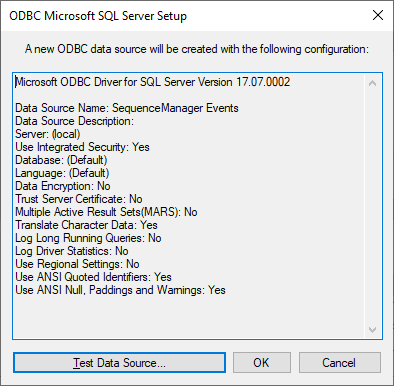 ODBC Microsoft SQL Server Setup
A new ODBC data source will be created with the following configuration:
Microsoft ODBC Driver for SQL Server Version 17.07.0002
Data Source Name: SequenceManager Events
Data Source Description:
Server: (local)
Use Integrated Security: Yes
Database: (Default)
Language: (Default)
Data Encryption: No
Trust Server Certificate: No
Multiple Active Result Sets(MARS): No
Translate Character Data: Yes
Log Long Running Queries: No
Log Driver Statistics: No
Use Regional Settings: No
Use ANSI Quoted Identifiers: Yes
Use ANSI Null, Paddings and Warnings: Yes
Test Data Source...
OK
Cancel